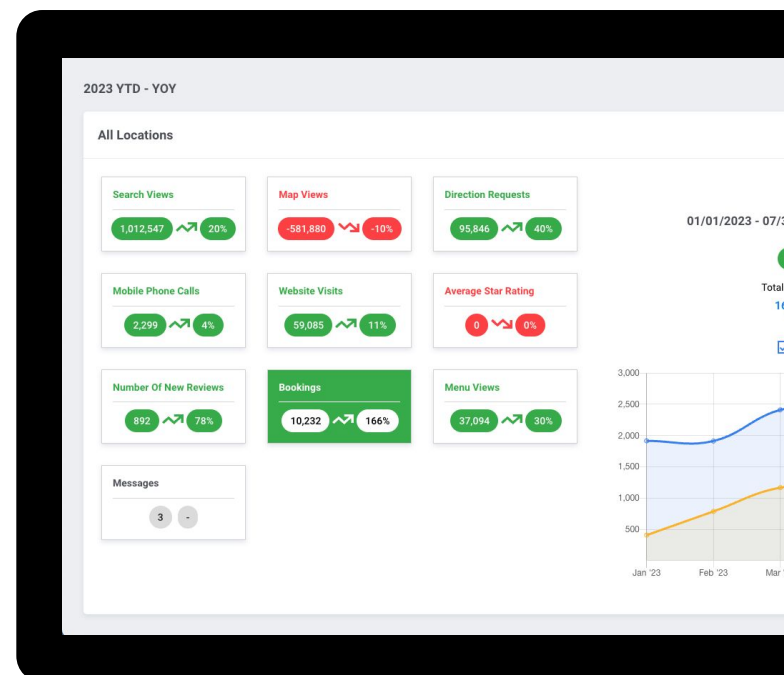 2023 YTD - YOY
All Locations
Search Views
1,012,547 20%
Map Views
-581,880 -10%
Direction Requests
95,846 40%
Mobile Phone Calls
2,299 4%
Website Visits
59,085 11%
Average Star Rating
0 0%
Number Of New Reviews
892 78%
Bookings
10,232 166%
Menu Views
37,094 30%
Messages
3 -
01/01/2023 - 07/3
Total
16
3,000
2,500
2,000
1,500
1,000
500
Jan '23 Feb '23 Mar '